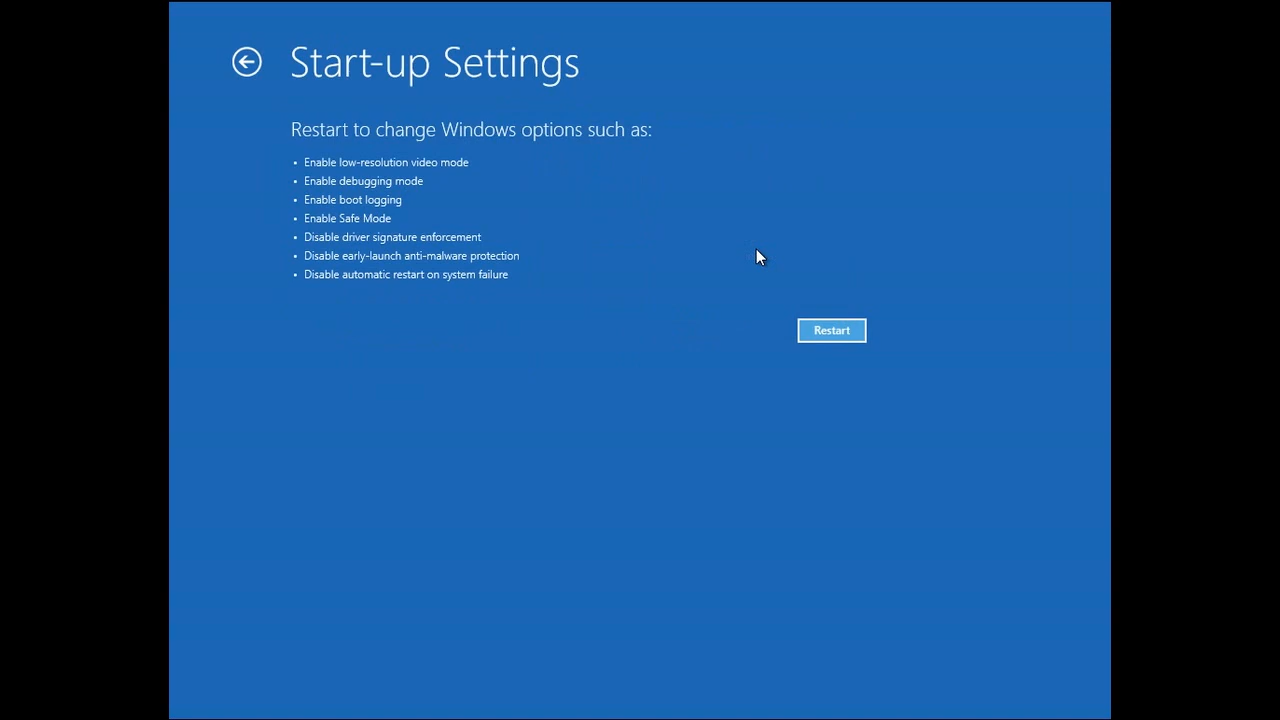 Start-up Settings
Restart to change Windows options such as:
• Enable low-resolution video mode
• Enable debugging mode
• Enable boot logging
• Enable Safe Mode
• Disable driver signature enforcement
• Disable early-launch anti-malware protection
• Disable automatic restart on system failure
Restart